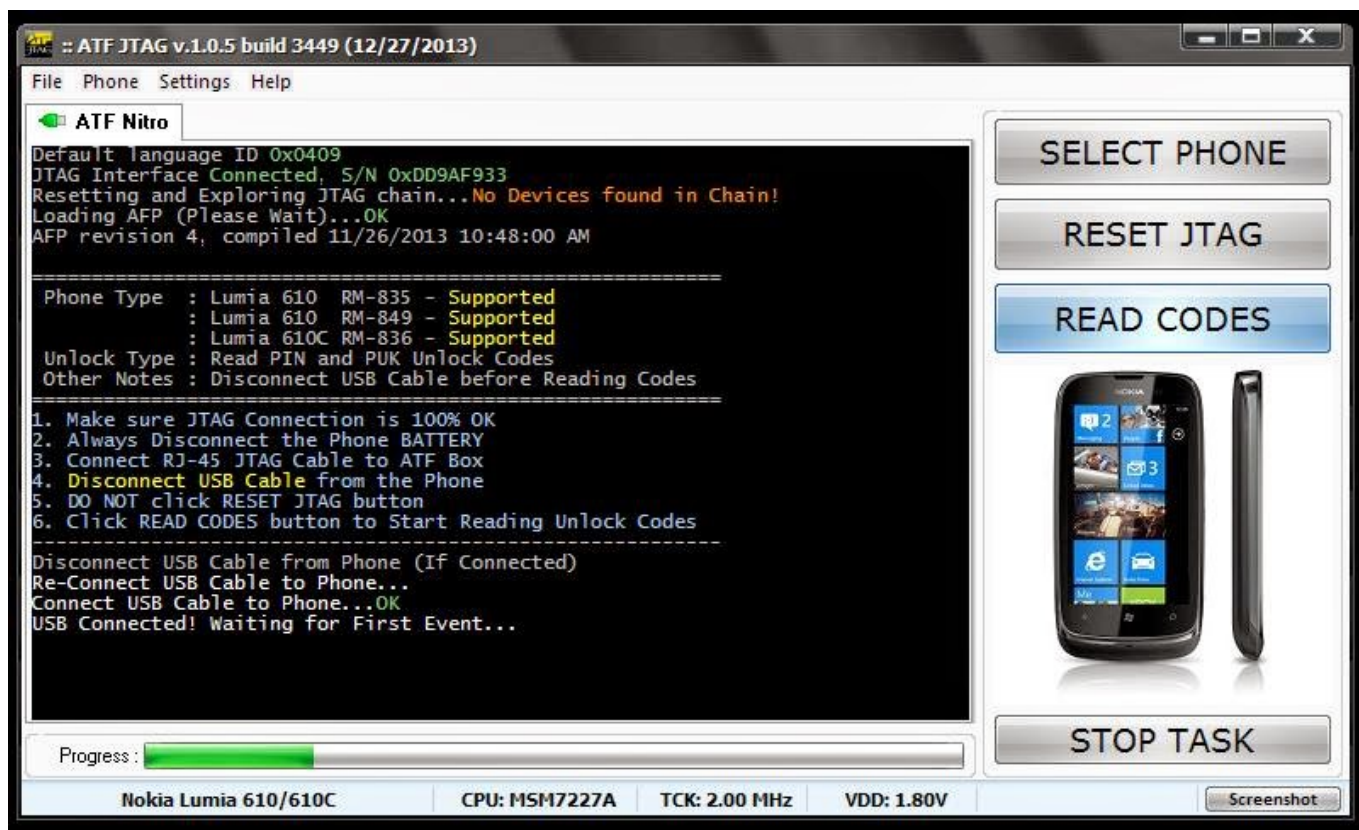 :: ATF JTAG v.1.0.5 build 3449 (12/27/2013)
File Phone Settings Help
ATF Nitro
Default language ID 0x0409
JTAG Interface Connected, S/N 0xDD9AF933
Resetting and Exploring JTAG chain...No Devices found in Chain!
Loading AFP (Please Wait)...OK
AFP revision 4, compiled 11/26/2013 10:48:00 AM
Phone Type : Lumia 610 RM-835 - Supported
: Lumia 610 RM-849 - Supported
: Lumia 610C RM-836 - Supported
Unlock Type : Read PIN and PUK Unlock Codes
Other Notes : Disconnect USB Cable before Reading Codes
1. Make sure JTAG Connection is 100% OK
2. Always Disconnect the Phone BATTERY
3. Connect RJ-45 JTAG Cable to ATF Box
4. Disconnect USB Cable from the Phone
5. DO NOT click RESET JTAG button
6. Click READ CODES button to Start Reading Unlock Codes
Disconnect USB Cable from Phone (If Connected)
Re-Connect USB Cable to Phone...
Connect USB Cable to Phone...OK
USB Connected! Waiting for First Event...
Progress :
Nokia Lumia 610/610C CPU: MSM7227A TCK: 2.00 MHz VDD: 1.80V
SELECT PHONE
RESET JTAG
READ CODES
NOKIA
2
3
Me
STOP TASK
Screenshot